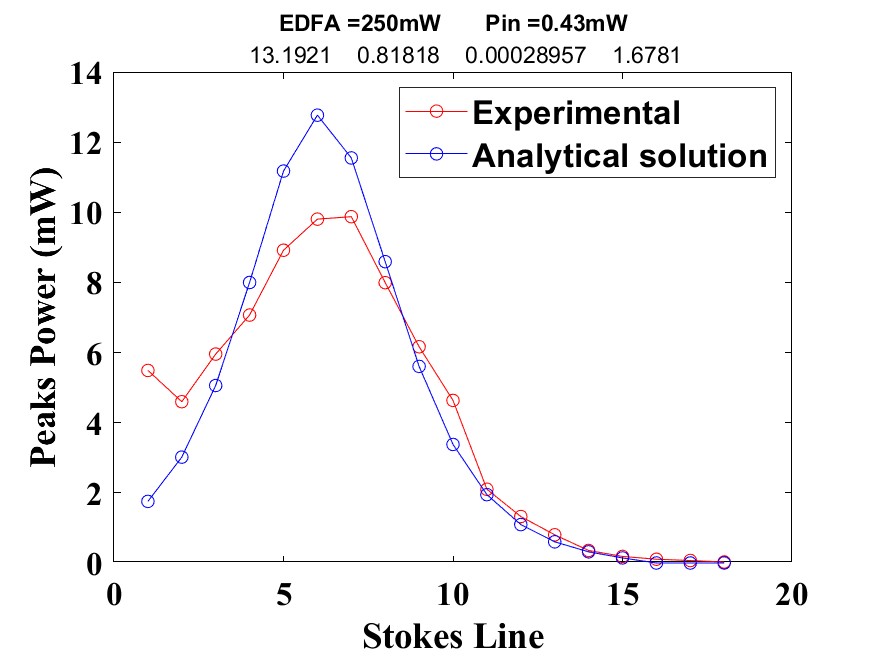 EDFA =250mW Pin =0.43mW
13.1921 0.81818 0.00028957 1.6781
14
12
10
8
6
4
2
0
Peaks Power (mW)
Experimental
Analytical solution
0 5 10 15 20
Stokes Line